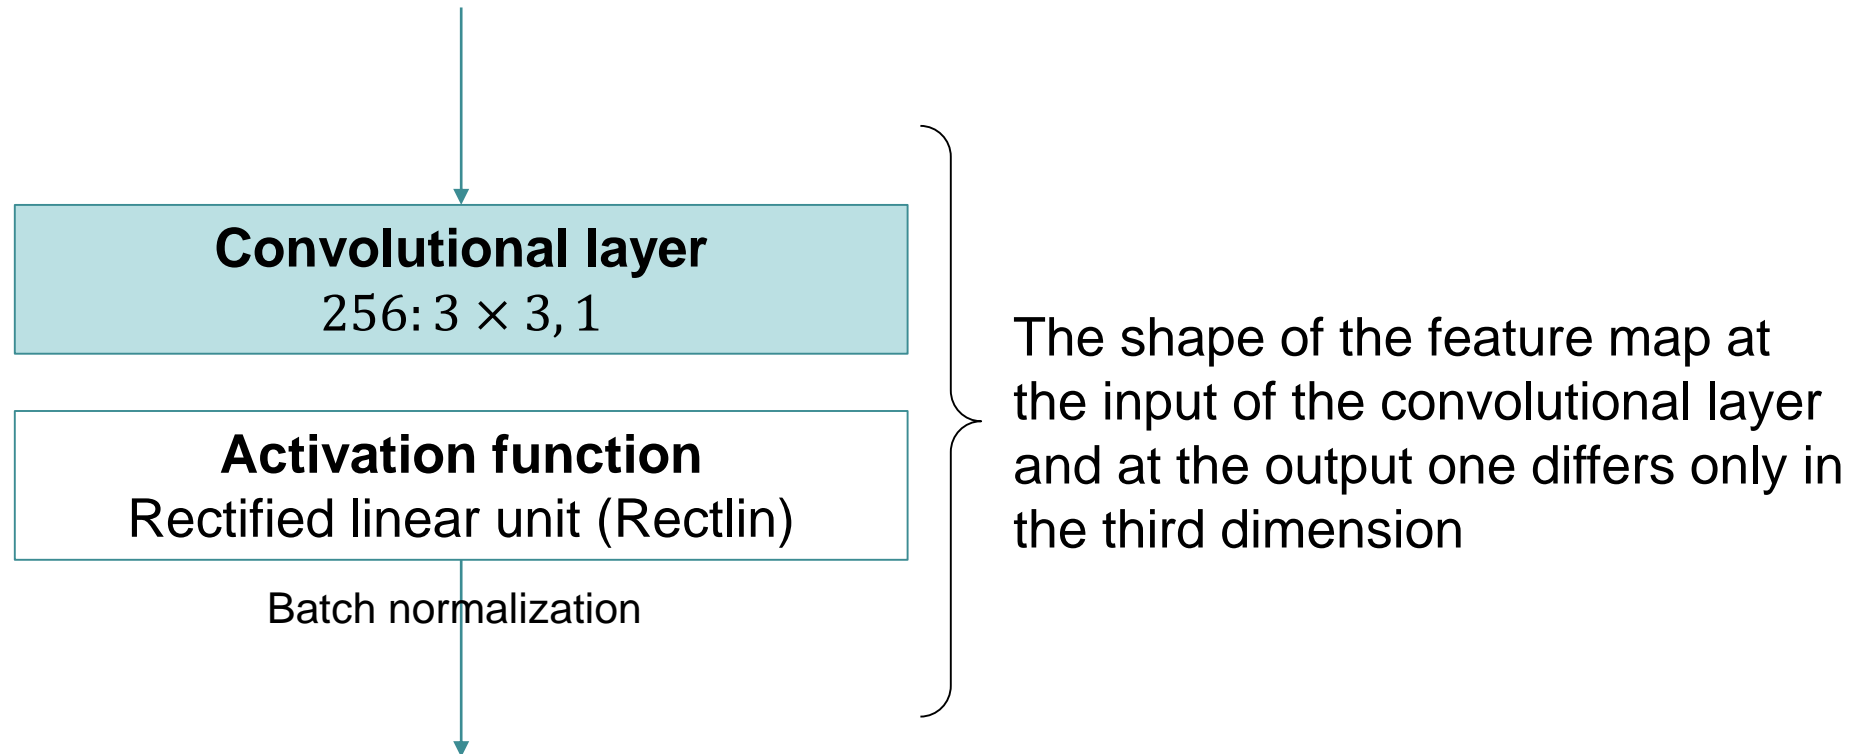 Convolutional layer
256: 3 × 3, 1
Activation function
Rectified linear unit (Rectlin)
Batch normalization
The shape of the feature map at
the input of the convolutional layer
and at the output one differs only in
the third dimension